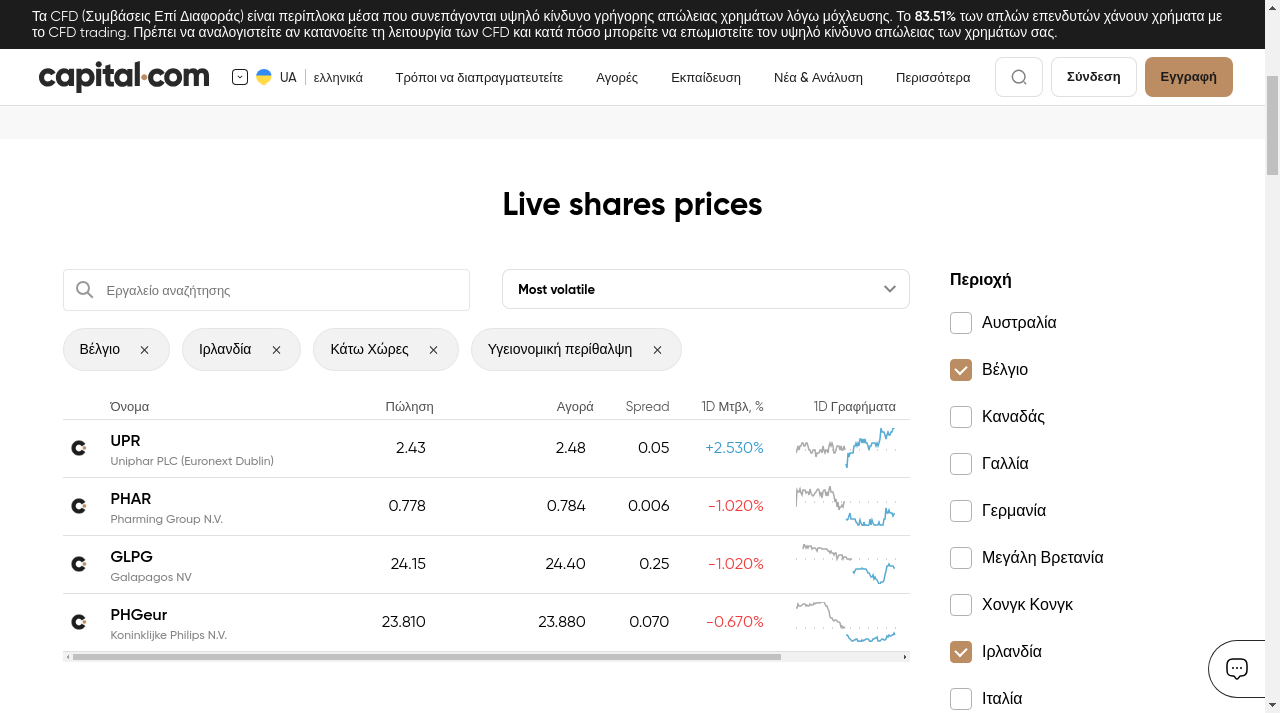 Τα CFD (Συμβάσεις Επί Διαφοράς) είναι περίπλοκα μέσα που συνεπάγονται υψηλό κίνδυνο γρήγορης απώλειας χρημάτων λόγω μόχλευσης. Το 83.51% των απλών επενδυτών χάνουν χρήματα με
το CFD trading. Πρέπει να αναλογιστείτε αν κατανοείτε τη λειτουργία των CFD και κατά πόσο μπορείτε να επωμιστείτε τον υψηλό κίνδυνο απώλειας των χρημάτων σας.
capital.com UA ελληνικά Τρόποι να διαπραγματευτείτε Αγορές Εκπαίδευση Νέα & Ανάλυση Περισσότερα Σύνδεση Εγγραφή
Live shares prices
Εργαλείο αναζήτησης Most volatile
Βέλγιο Ιρλανδία Κάτω Χώρες Υγειονομική περίθαλψη
Όνομα Πώληση Αγορά Spread 1D Μτβλ, % 1D Γραφήματα
UPR 2.43 2.48 0.05 +2.530%
Uniphar PLC (Euronext Dublin)
PHAR 0.778 0.784 0.006 -1.020%
Pharming Group N.V.
GLPG 24.15 24.40 0.25 -1.020%
Galapagos NV
PHGeur 23.810 23.880 0.070 -0.670%
Koninklijke Philips N.V.
Περιοχή
Αυστραλία
Βέλγιο
Καναδάς
Γαλλία
Γερμανία
Μεγάλη Βρετανία
Χονγκ Κονγκ
Ιρλανδία
Ιταλία